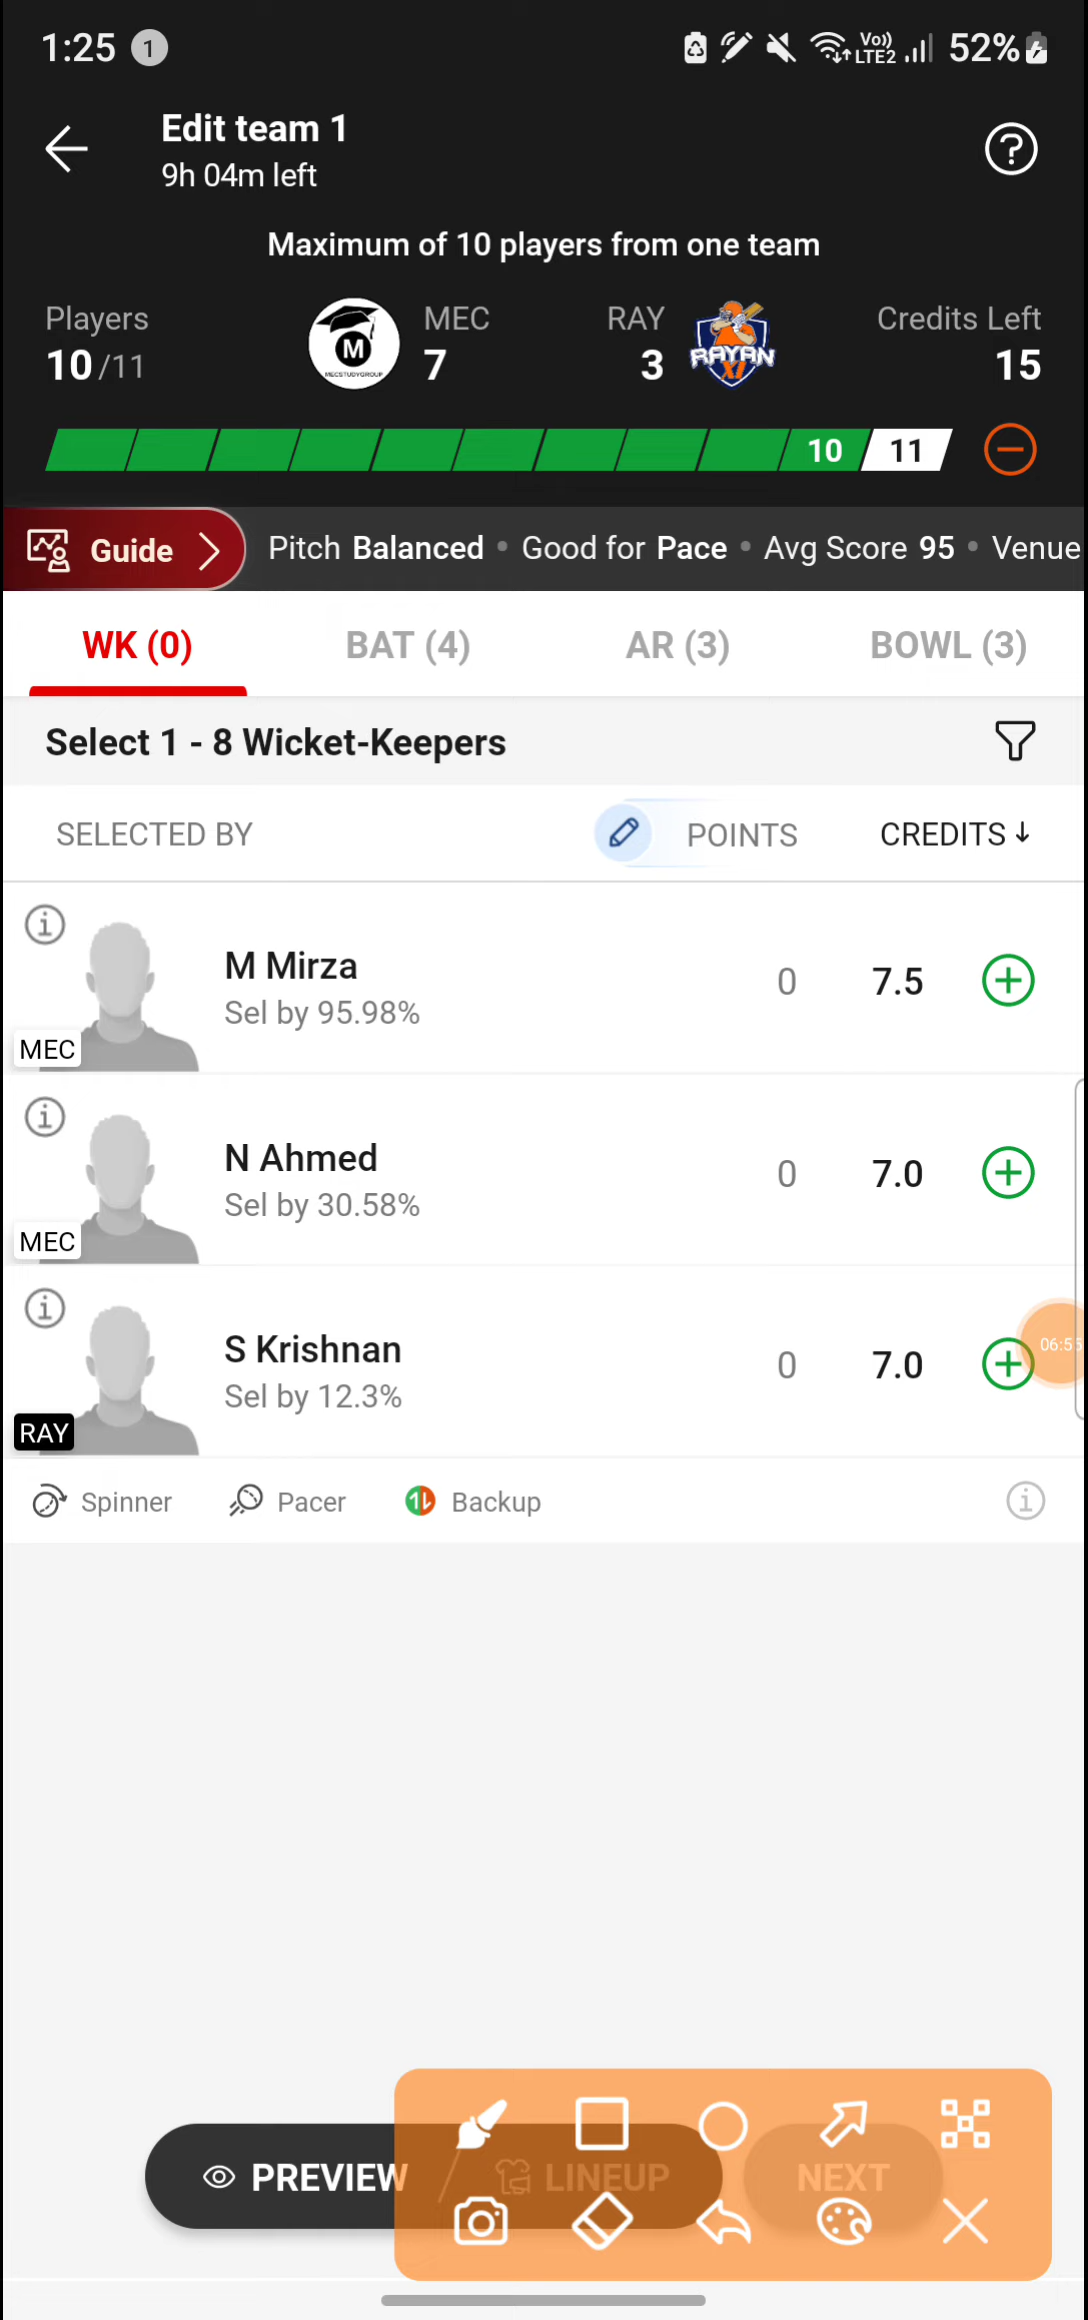 1:25 1 Vo)) LTE2 52%
Edit team 1
9h 04m left
Maximum of 10 players from one team
Players MEC RAY Credits Left
10/11 M 7 3 RAYAN XI 15
MECSTUDYGROUP
10 11
Guide Pitch Balanced • Good for Pace • Avg Score 95 • Venue
WK (0) BAT (4) AR (3) BOWL (3)
Select 1 - 8 Wicket-Keepers
SELECTED BY POINTS CREDITS ↓
M Mirza 0 7.5
Sel by 95.98%
MEC
N Ahmed 0 7.0
Sel by 30.58%
MEC
S Krishnan 0 7.0 06:55
Sel by 12.3%
RAY
Spinner Pacer Backup
PREVIEW LINEUP NEXT